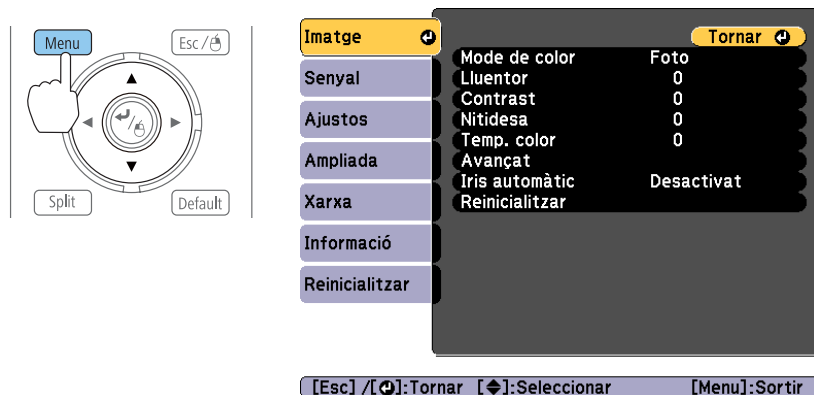 Menu
Esc/
Split
Default
Imatge
Senyal
Ajustos
Ampliada
Xarxa
Informació
Reinicialitzar
Tornar
Mode de color Foto
Lluentor 0
Contrast 0
Nitidesa 0
Temp. color 0
Avançat
Iris automàtic Desactivat
Reinicialitzar
[Esc] /[ ]:Tornar [ ]:Seleccionar [Menu]:Sortir